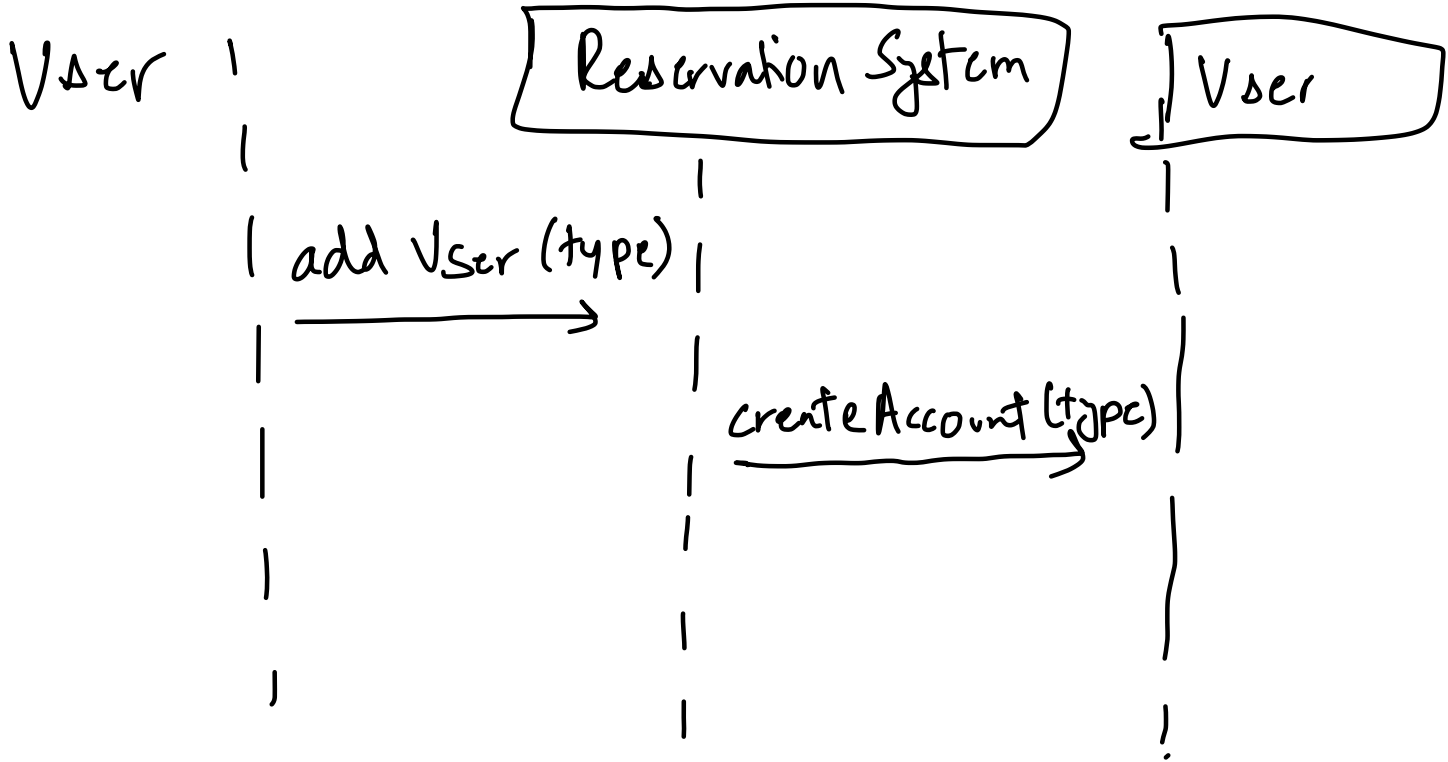 User
Reservation System
User
add User (type)
createAccount (type)